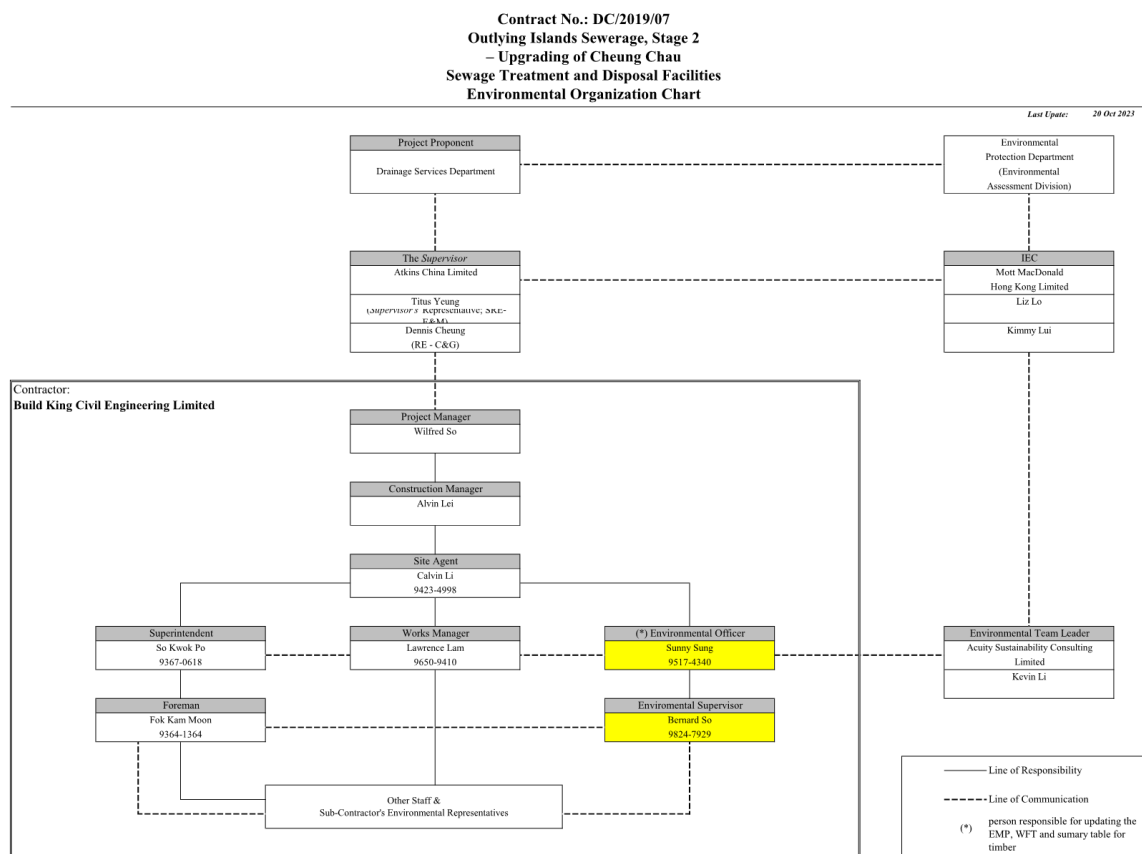 Contract No.: DC/2019/07
Outlying Islands Sewerage, Stage 2
– Upgrading of Cheung Chau
Sewage Treatment and Disposal Facilities
Environmental Organization Chart
Last Upate: 20 Oct 2023
Project Proponent
Drainage Services Department
Environmental
Protection Department
(Environmental
Assessment Division)
The Supervisor
Atkins China Limited
Titus Yeung
(Supervisor's Representative; SRE-
E&M)
Dennis Cheung
(RE - C&G)
IEC
Mott MacDonald
Hong Kong Limited
Liz Lo
Kimmy Lui
Contractor:
Build King Civil Engineering Limited
Project Manager
Wilfred So
Construction Manager
Alvin Lei
Site Agent
Calvin Li
9423-4998
Superintendent
So Kwok Po
9367-0618
Works Manager
Lawrence Lam
9650-9410
(*) Environmental Officer
Sunny Sung
9517-4340
Environmental Team Leader
Acuity Sustainability Consulting
Limited
Kevin Li
Foreman
Fok Kam Moon
9364-1364
Enviromental Supervisor
Bernard So
9824-7929
Other Staff &
Sub-Contractor's Environmental Representatives
Line of Responsibility
Line of Communication
(*) person responsible for updating the
EMP, WFT and sumary table for
timber